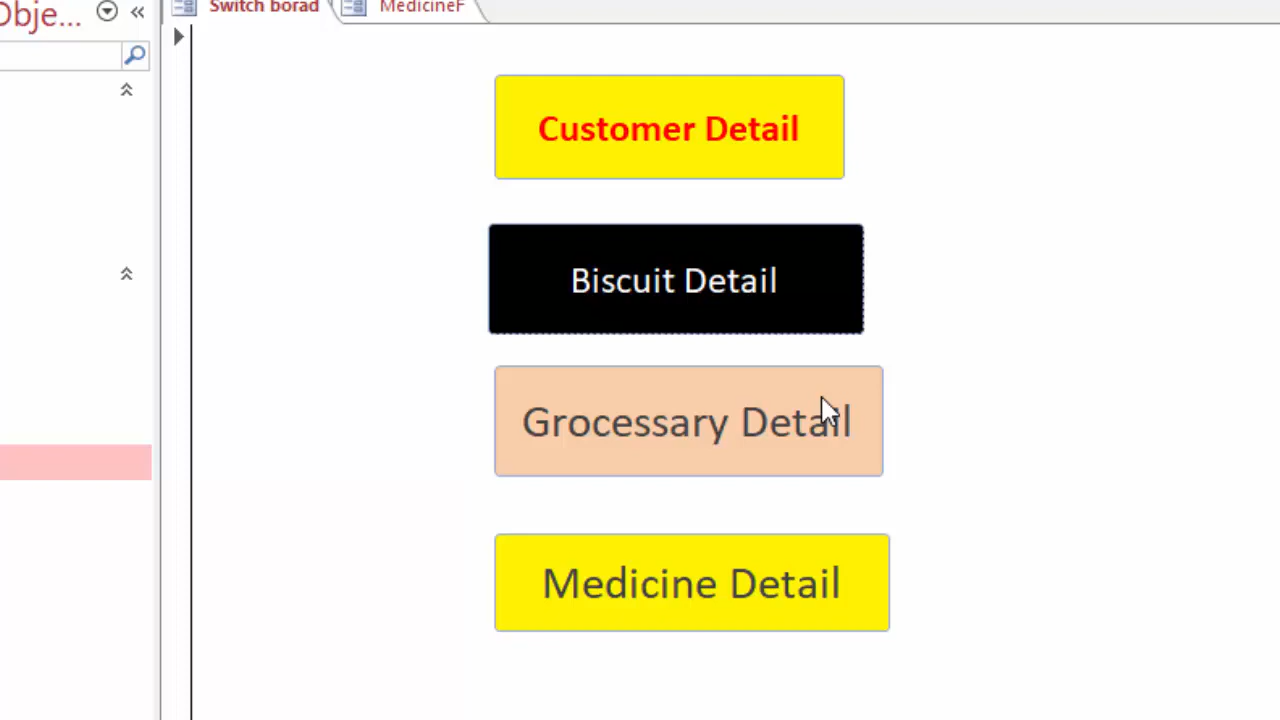 Obje...
Switch borad
MedicineF
Customer Detail
Biscuit Detail
Grocessary Detail
Medicine Detail